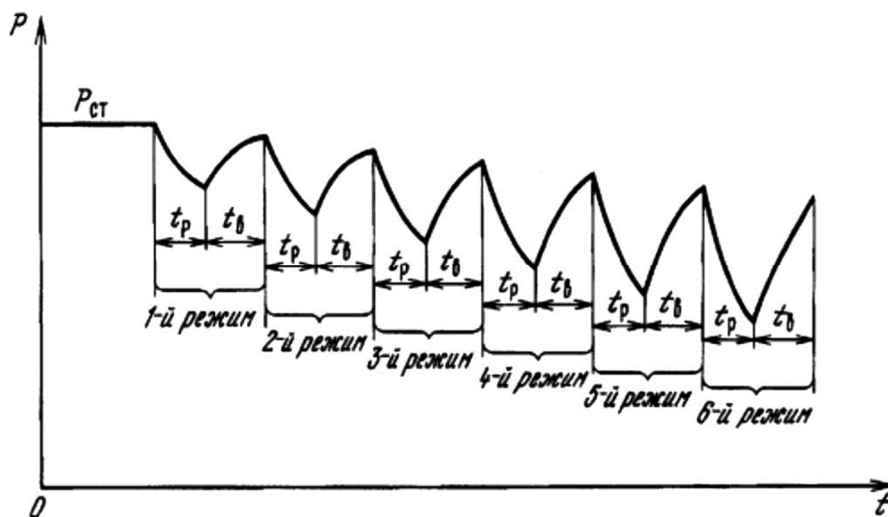 P
Pст
tр tв
tр tв
tр tв
tр tв
tр tв
tр tв
1-й режим
2-й режим
3-й режим
4-й режим
5-й режим
6-й режим
0
t